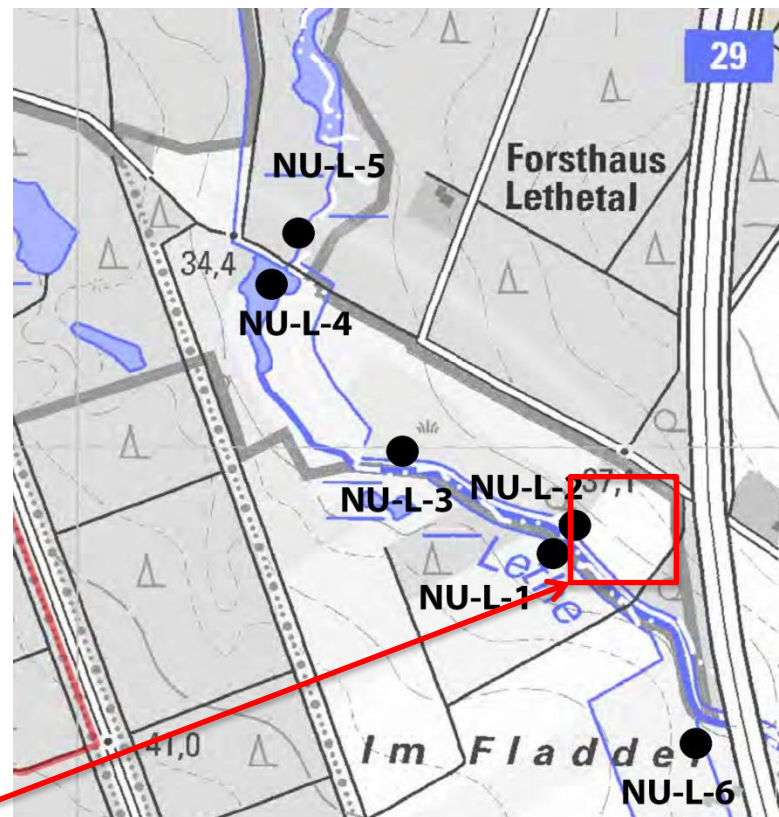 29
NU-L-5
Forsthaus
Lethetal
34,4
NU-L-4
NU-L-3
NU-L-2
37,1
NU-L-1
Lethe
41,0
Im Fladder
NU-L-6